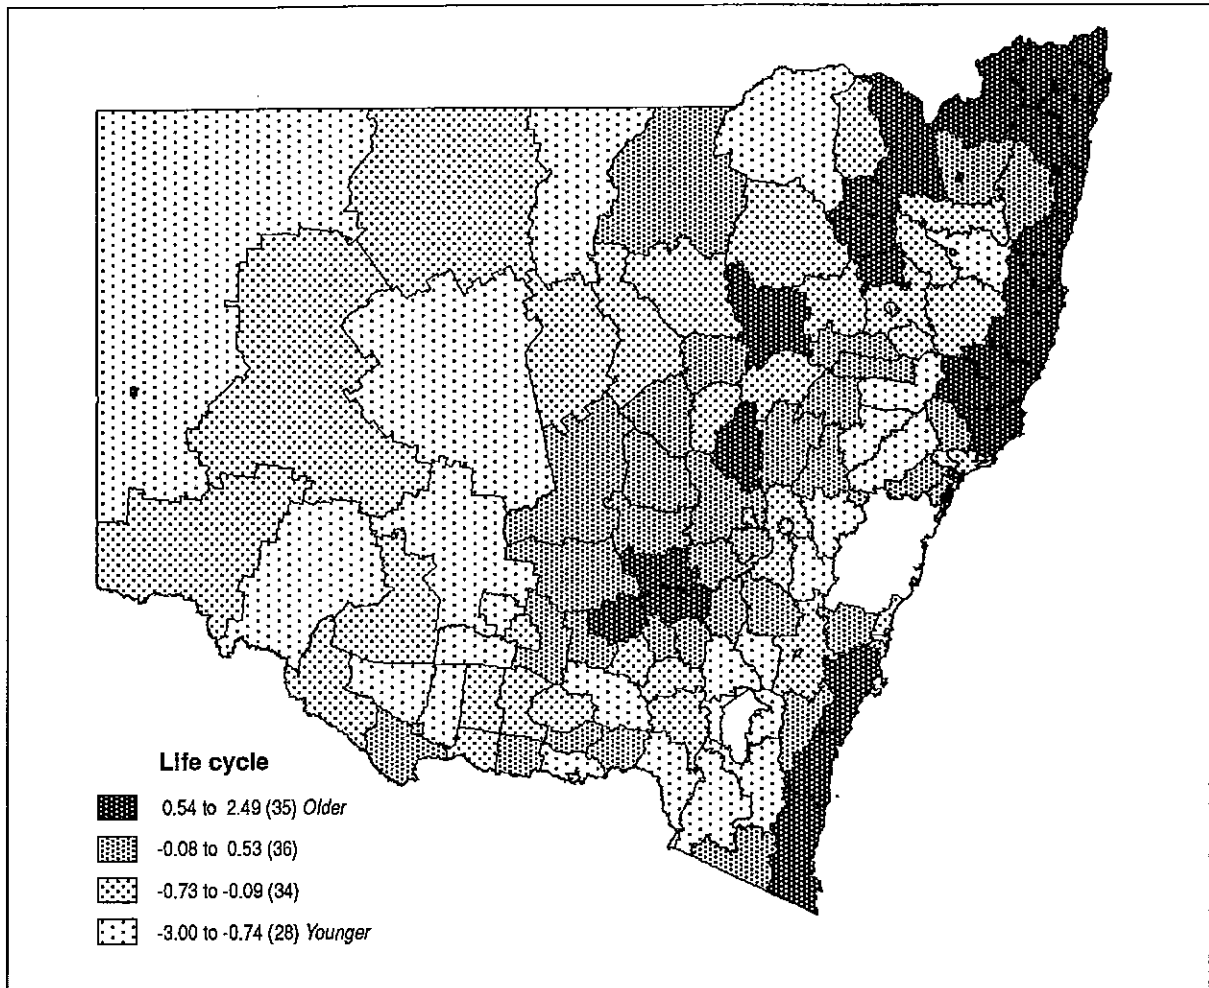 Life cycle
0.54 to 2.49 (35) Older
-0.08 to 0.53 (36)
-0.73 to -0.09 (34)
-3.00 to -0.74 (28) Younger